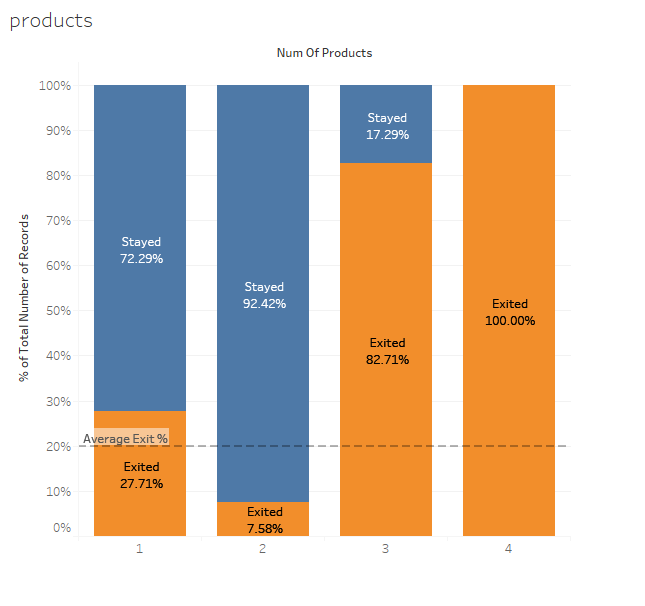 products
Num Of Products
% of Total Number of Records
100%
90%
80%
70%
60%
50%
40%
30%
20%
10%
0%
Stayed
72.29%
Average Exit %
Exited
27.71%
Stayed
92.42%
Exited
7.58%
Stayed
17.29%
Exited
82.71%
Exited
100.00%
1
2
3
4